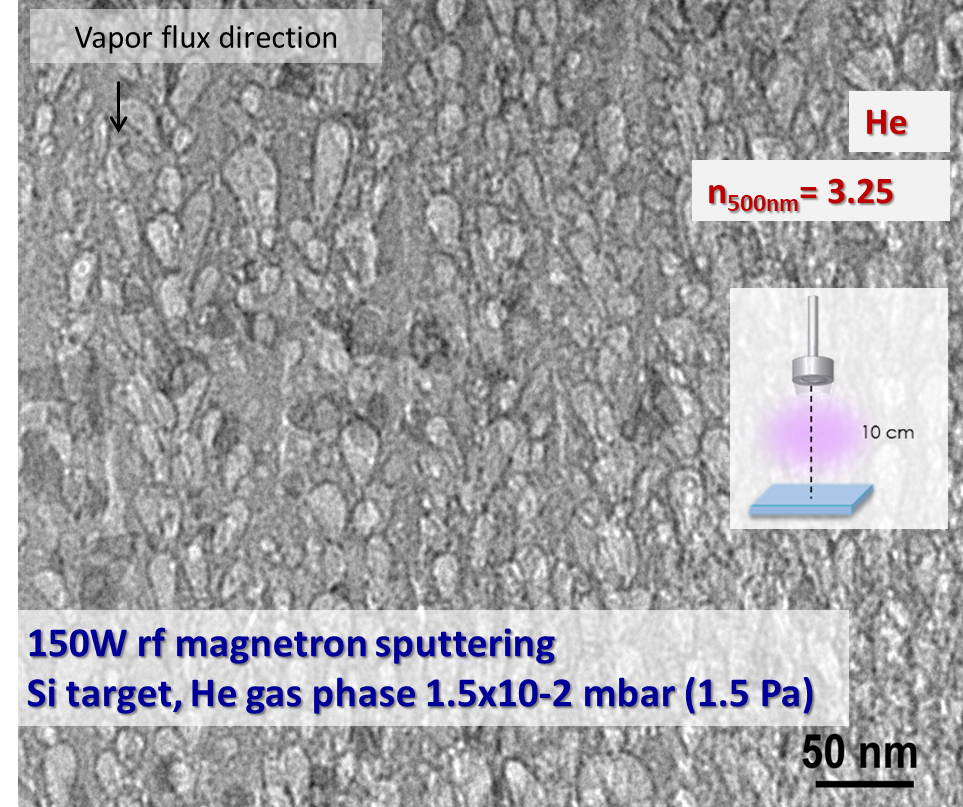 Vapor flux direction
He
n500nm= 3.25
10 cm
150W rf magnetron sputtering
Si target, He gas phase 1.5x10-2 mbar (1.5 Pa)
50 nm